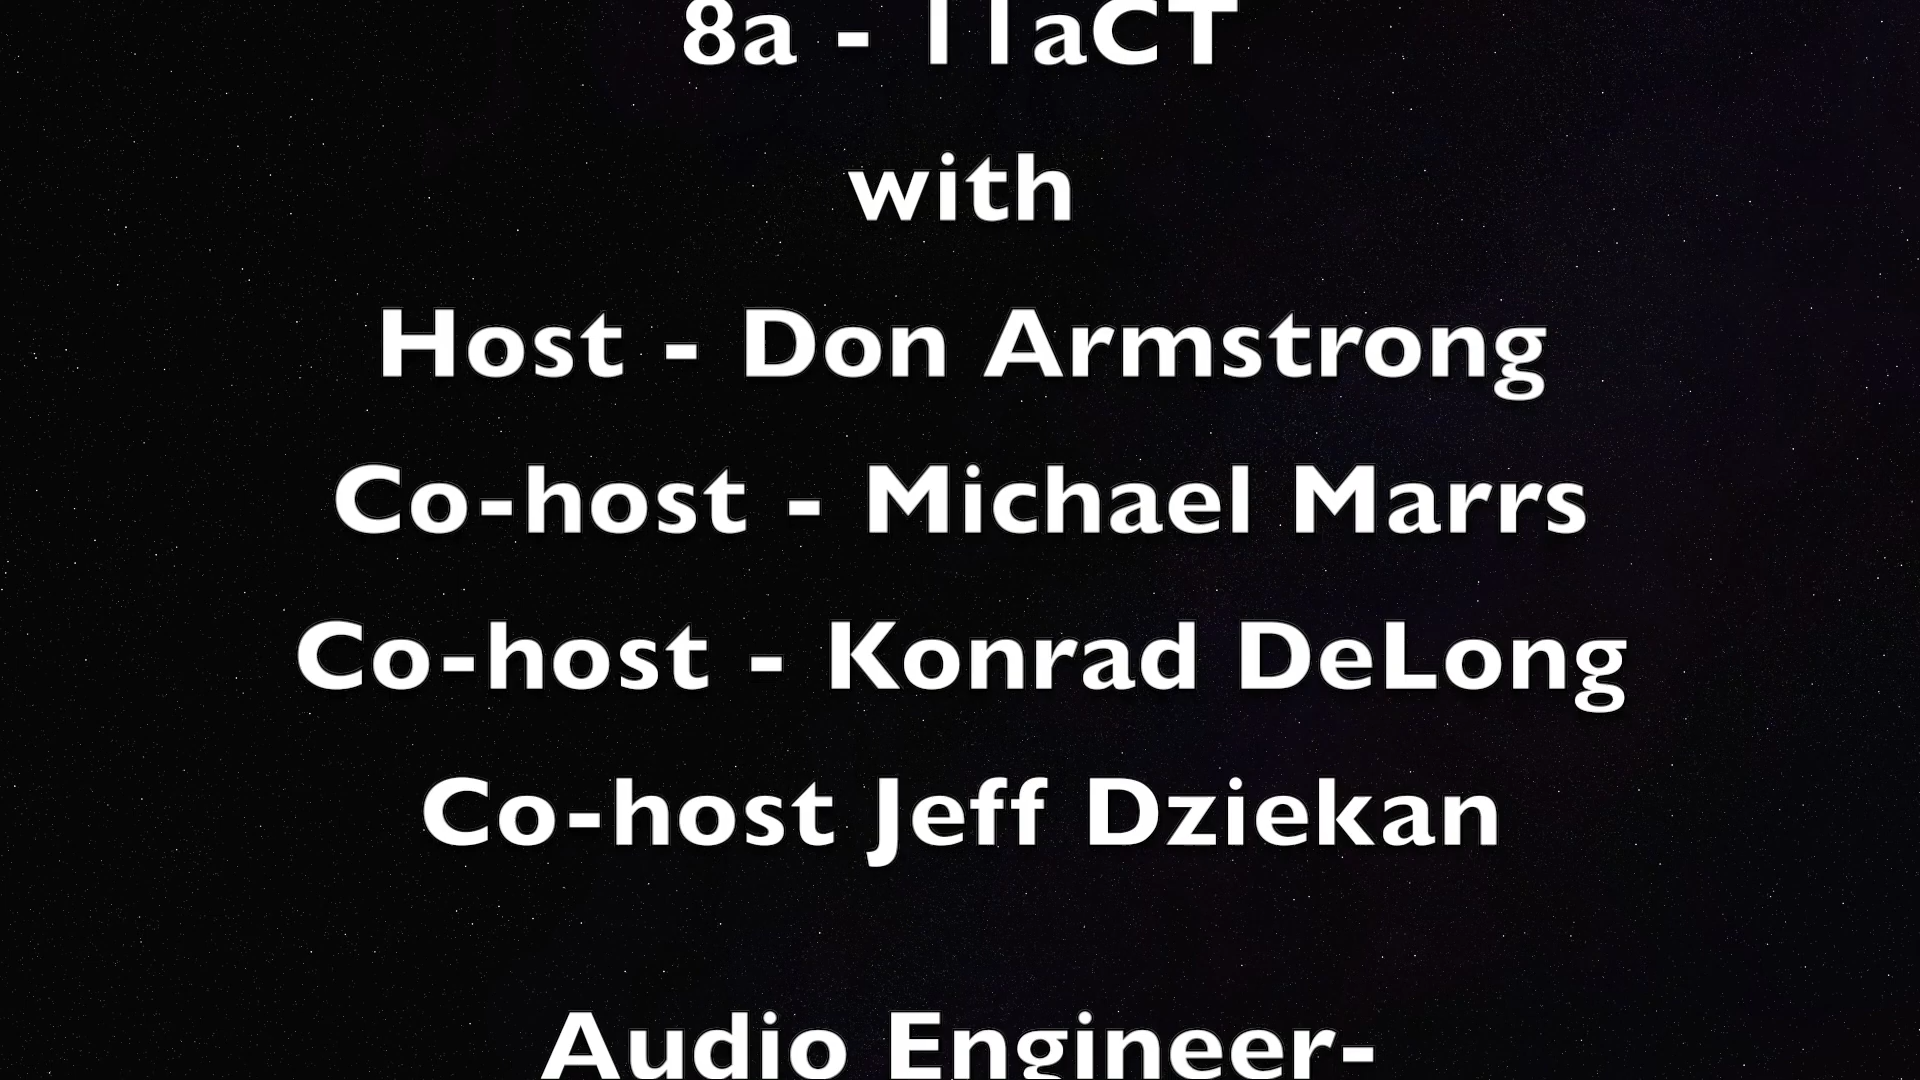 8a - 11aCT
with
Host - Don Armstrong
Co-host - Michael Marrs
Co-host - Konrad DeLong
Co-host Jeff Dziekan
Audio Engineer-